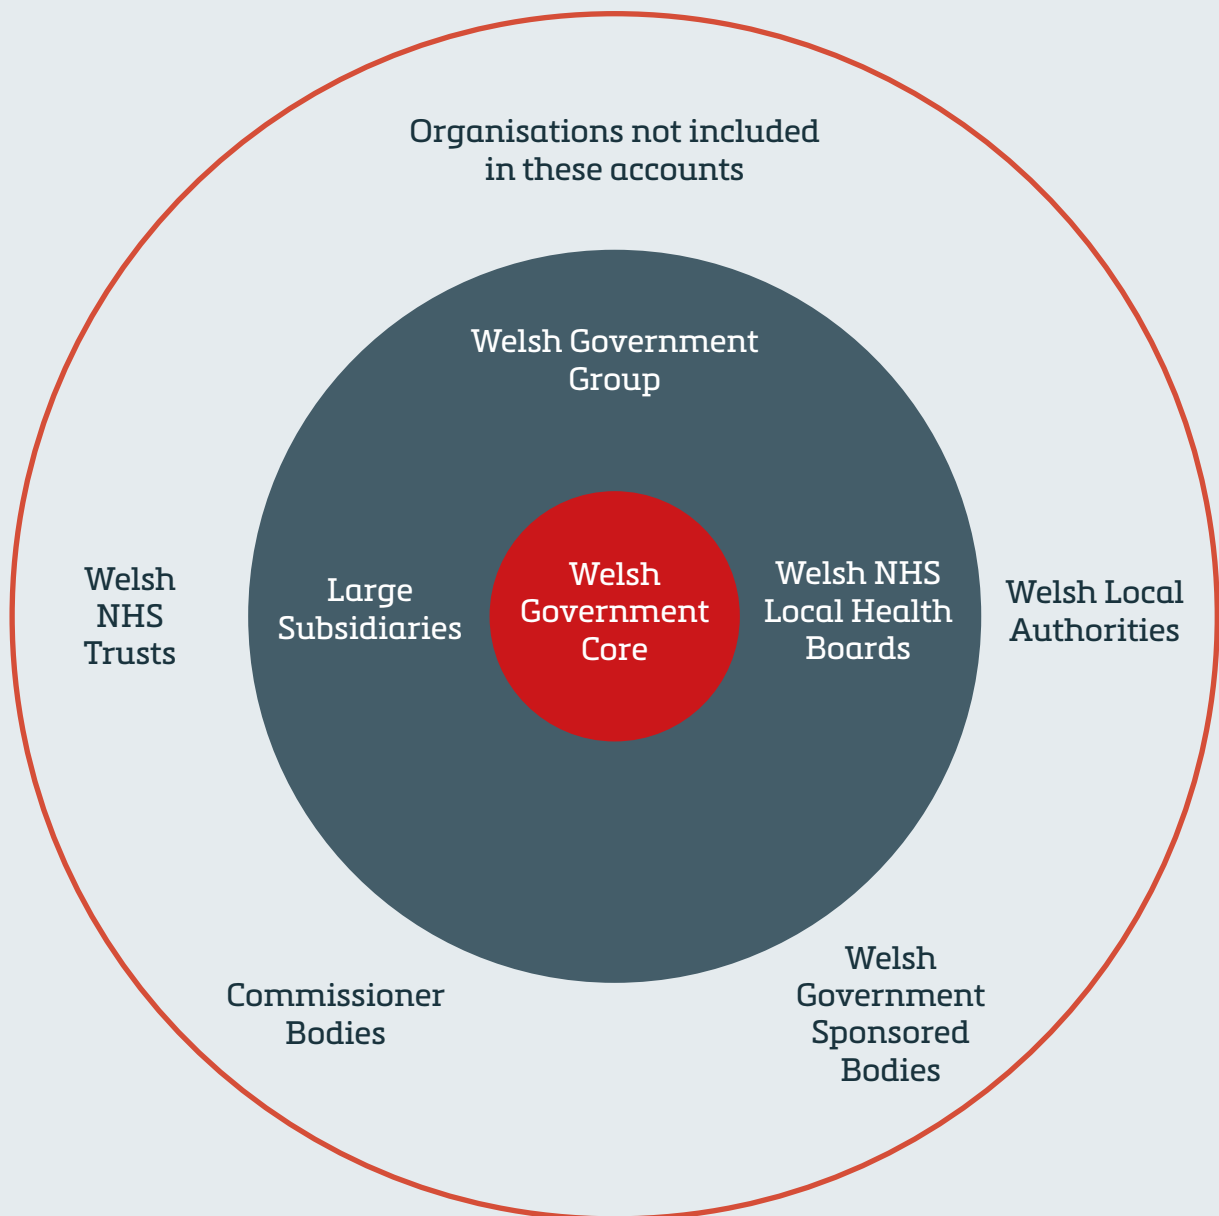 Organisations not included
in these accounts
Welsh Government
Group
Welsh
NHS
Trusts
Large
Subsidiaries
Welsh
Government
Core
Welsh NHS
Local Health
Boards
Welsh Local
Authorities
Commissioner
Bodies
Welsh
Government
Sponsored
Bodies